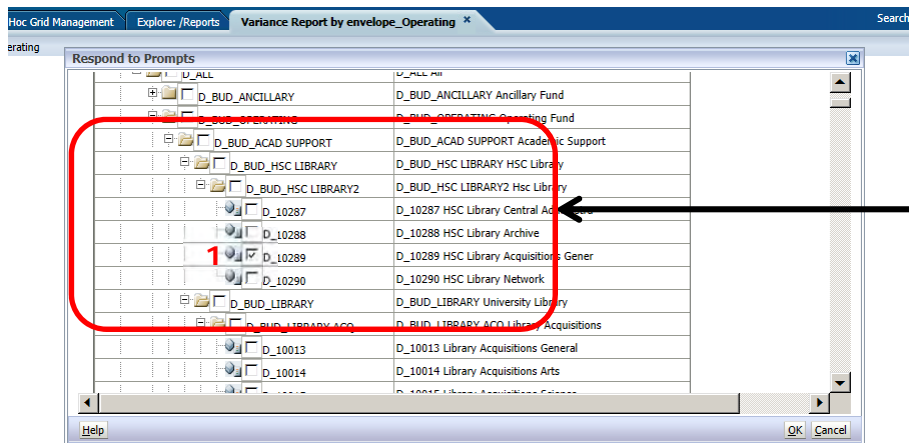 Hoc Grid Management Explore: /Reports Variance Report by envelope_Operating × Search
erating
Respond to Prompts
D_ALL D_ALL All
D_BUD_ANCILLARY D_BUD_ANCILLARY Ancillary Fund
D_BUD_OPERATING D_BUD_OPERATING Operating Fund
D_BUD_ACAD SUPPORT D_BUD_ACAD SUPPORT Academic Support
D_BUD_HSC LIBRARY D_BUD_HSC LIBRARY HSC Library
D_BUD_HSC LIBRARY2 D_BUD_HSC LIBRARY2 Hsc Library
D_10287 D_10287 HSC Library Central
D_10288 D_10288 HSC Library Archive
1 D_10289 D_10289 HSC Library Acquisitions Gener
D_10290 D_10290 HSC Library Network
D_BUD_LIBRARY D_BUD_LIBRARY University Library
D_BUD_LIBRARY ACQ D_BUD_LIBRARY ACQ Library Acquisitions
D_10013 D_10013 Library Acquisitions General
D_10014 D_10014 Library Acquisitions Arts
D_10015 Library Acquisitions Science
Help OK Cancel